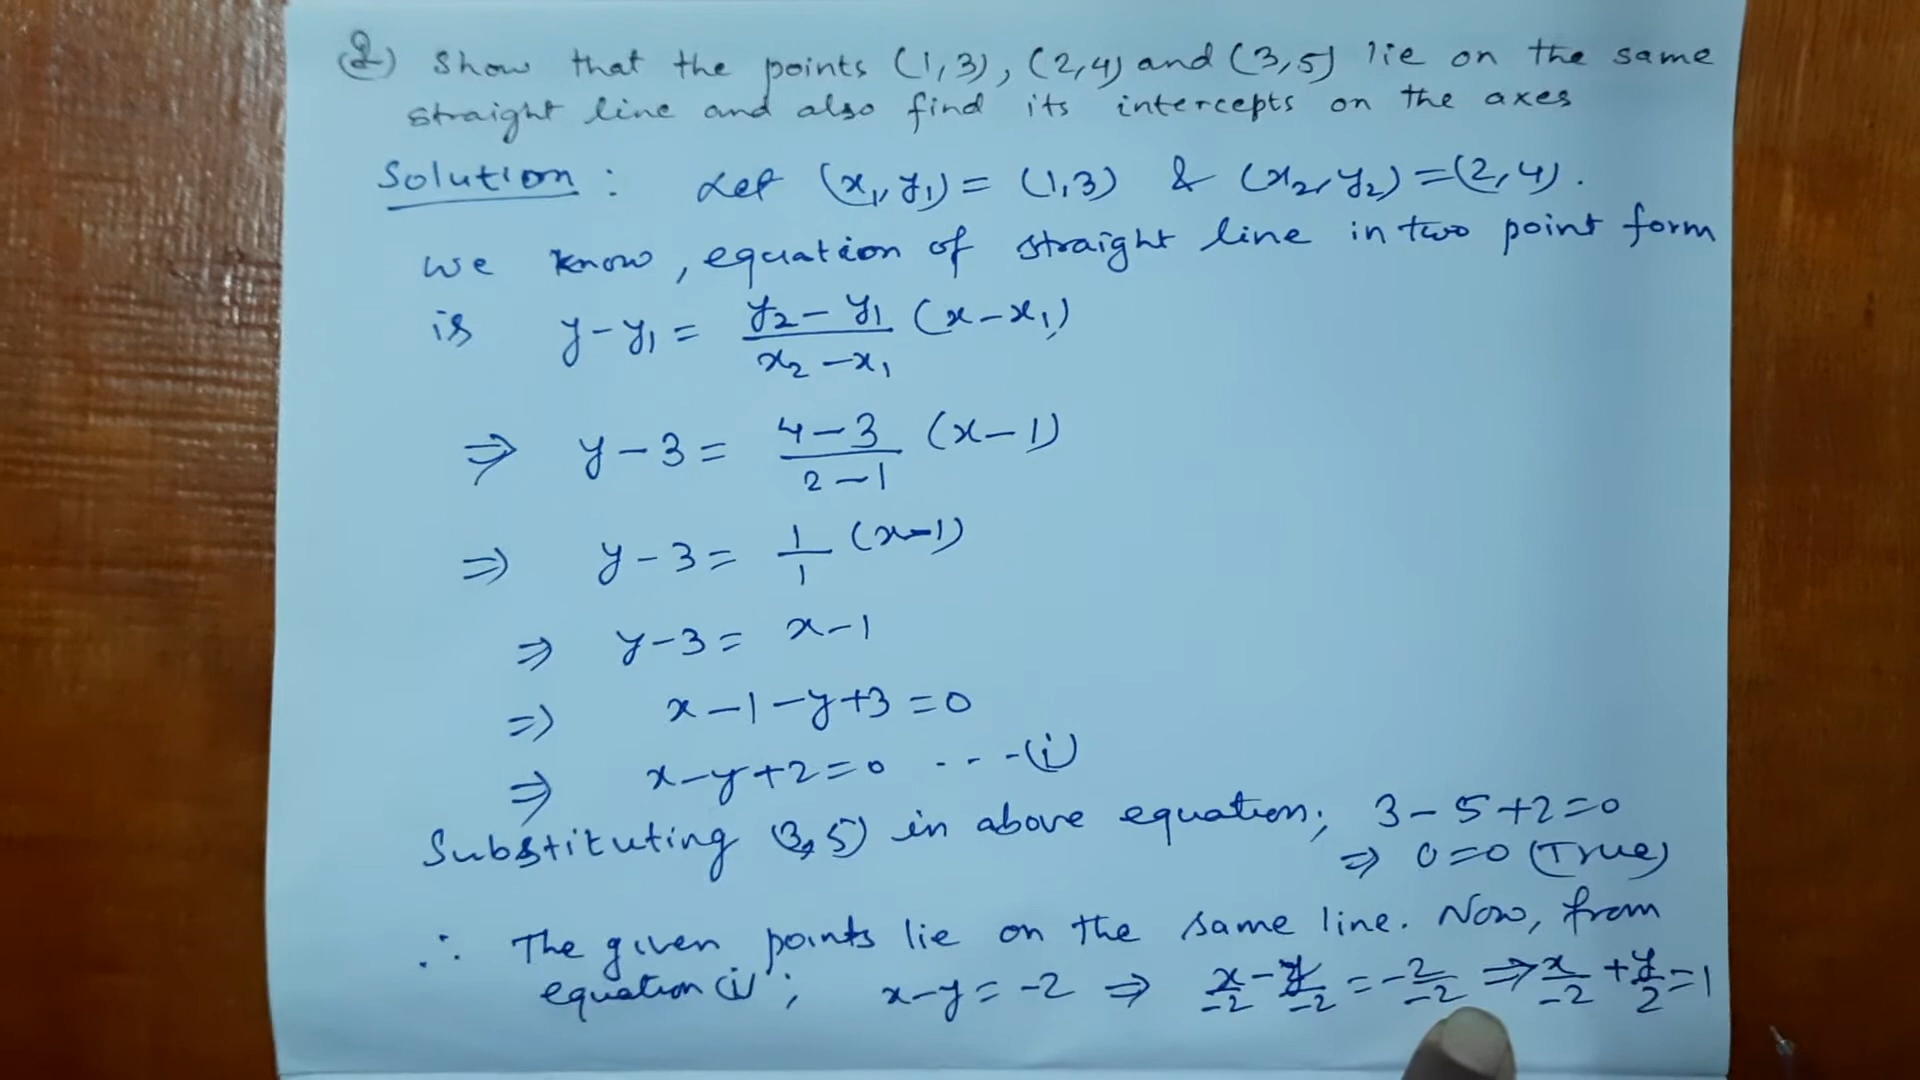 Q) Show that the points (1,3), (2,4) and (3,5) lie on the same
straight line and also find its intercepts on the axes
Solution : Let (x₁, y₁) = (1,3) & (x₂, y₂) = (2,4).
we know, equation of straight line in two point form
is y-y₁ = (y₂-y₁)/(x₂-x₁) (x-x₁)
⇒ y-3 = (4-3)/(2-1) (x-1)
⇒ y-3 = 1/1 (x-1)
⇒ y-3 = x-1
⇒ x-1-y+3=0
⇒ x-y+2=0 ----(i)
Substituting (3,5) in above equation; 3-5+2=0
⇒ 0=0 (True)
∴ The given points lie on the same line. Now, from
equation (i); x-y=-2 ⇒ x/-2 - y/-2 = -2/-2 ⇒ x/-2 + y/2 = 1